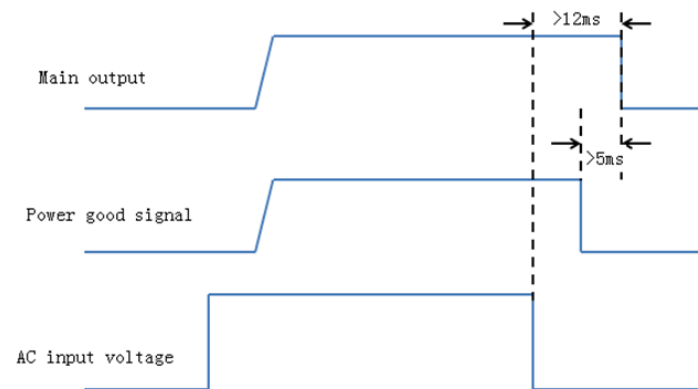 >12ms
Main output
>5ms
Power good signal
AC input voltage